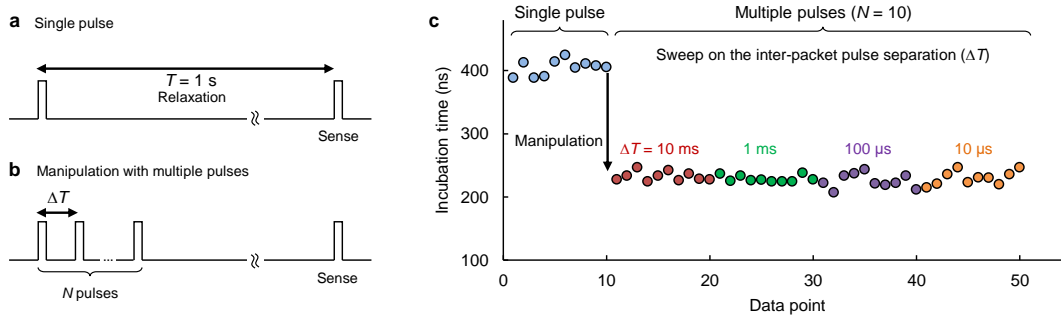 a Single pulse
T = 1 s
Relaxation
Sense
b Manipulation with multiple pulses
ΔT
...
N pulses
Sense
c
Single pulse
Multiple pulses (N = 10)
Sweep on the inter-packet pulse separation (ΔT)
Manipulation
ΔT = 10 ms
1 ms
100 µs
10 µs
Incubation time (ns)
400
300
200
100
0
10
20
30
40
50
Data point